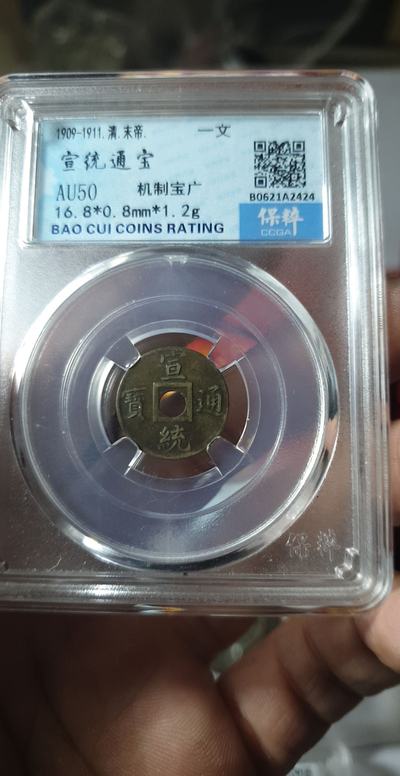 1909-1911.清.末帝. 一文
宣统通宝
AU50 机制宝广
B0621A2424
16.8*0.8mm*1.2g
保粹
CCGA
BAO CUI COINS RATING
宣
寶 通
統
保粹